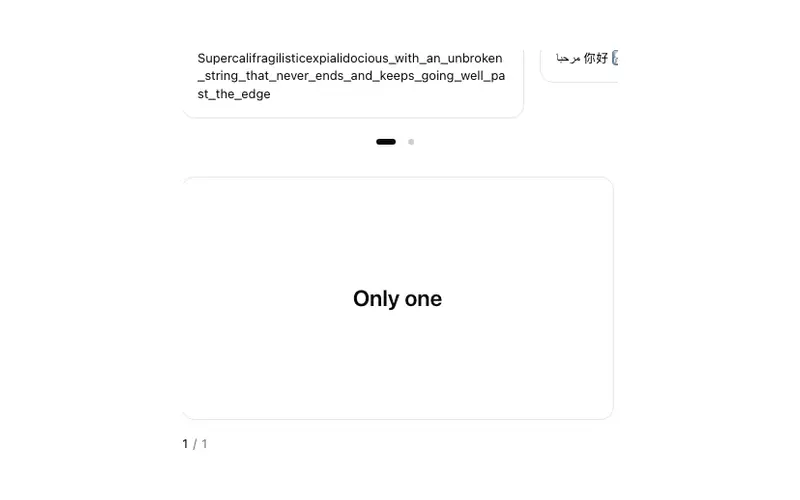 Supercalifragilisticexpialidocious_with_an_unbroken
_string_that_never_ends_and_keeps_going_well_pa
st_the_edge
مرحبا 你好
Only one
1 / 1